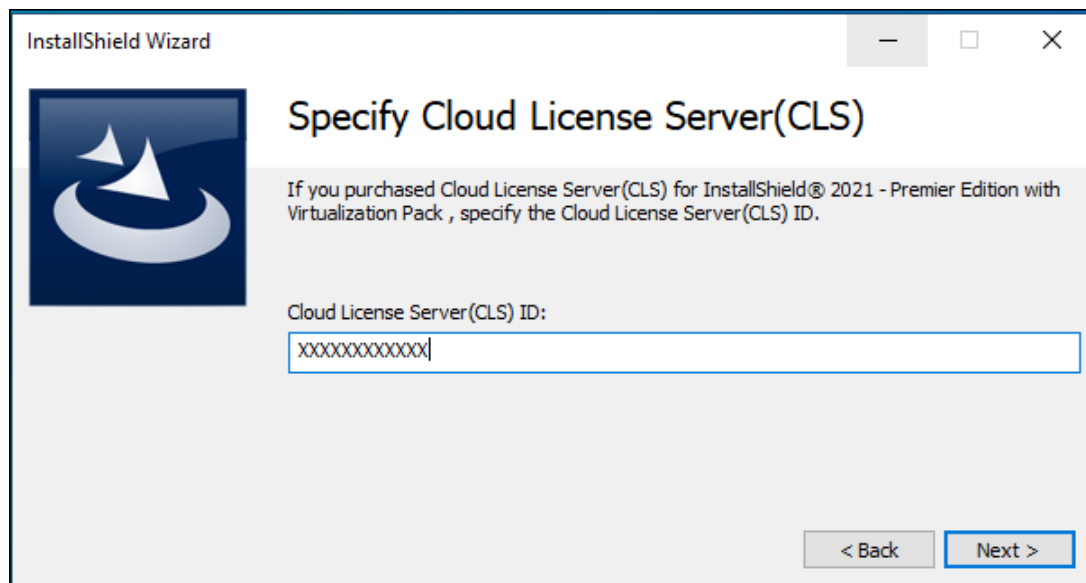 InstallShield Wizard
Specify Cloud License Server(CLS)
If you purchased Cloud License Server(CLS) for InstallShield® 2021 - Premier Edition with
Virtualization Pack , specify the Cloud License Server(CLS) ID.
Cloud License Server(CLS) ID:
XXXXXXXXXXXX
< Back
Next >